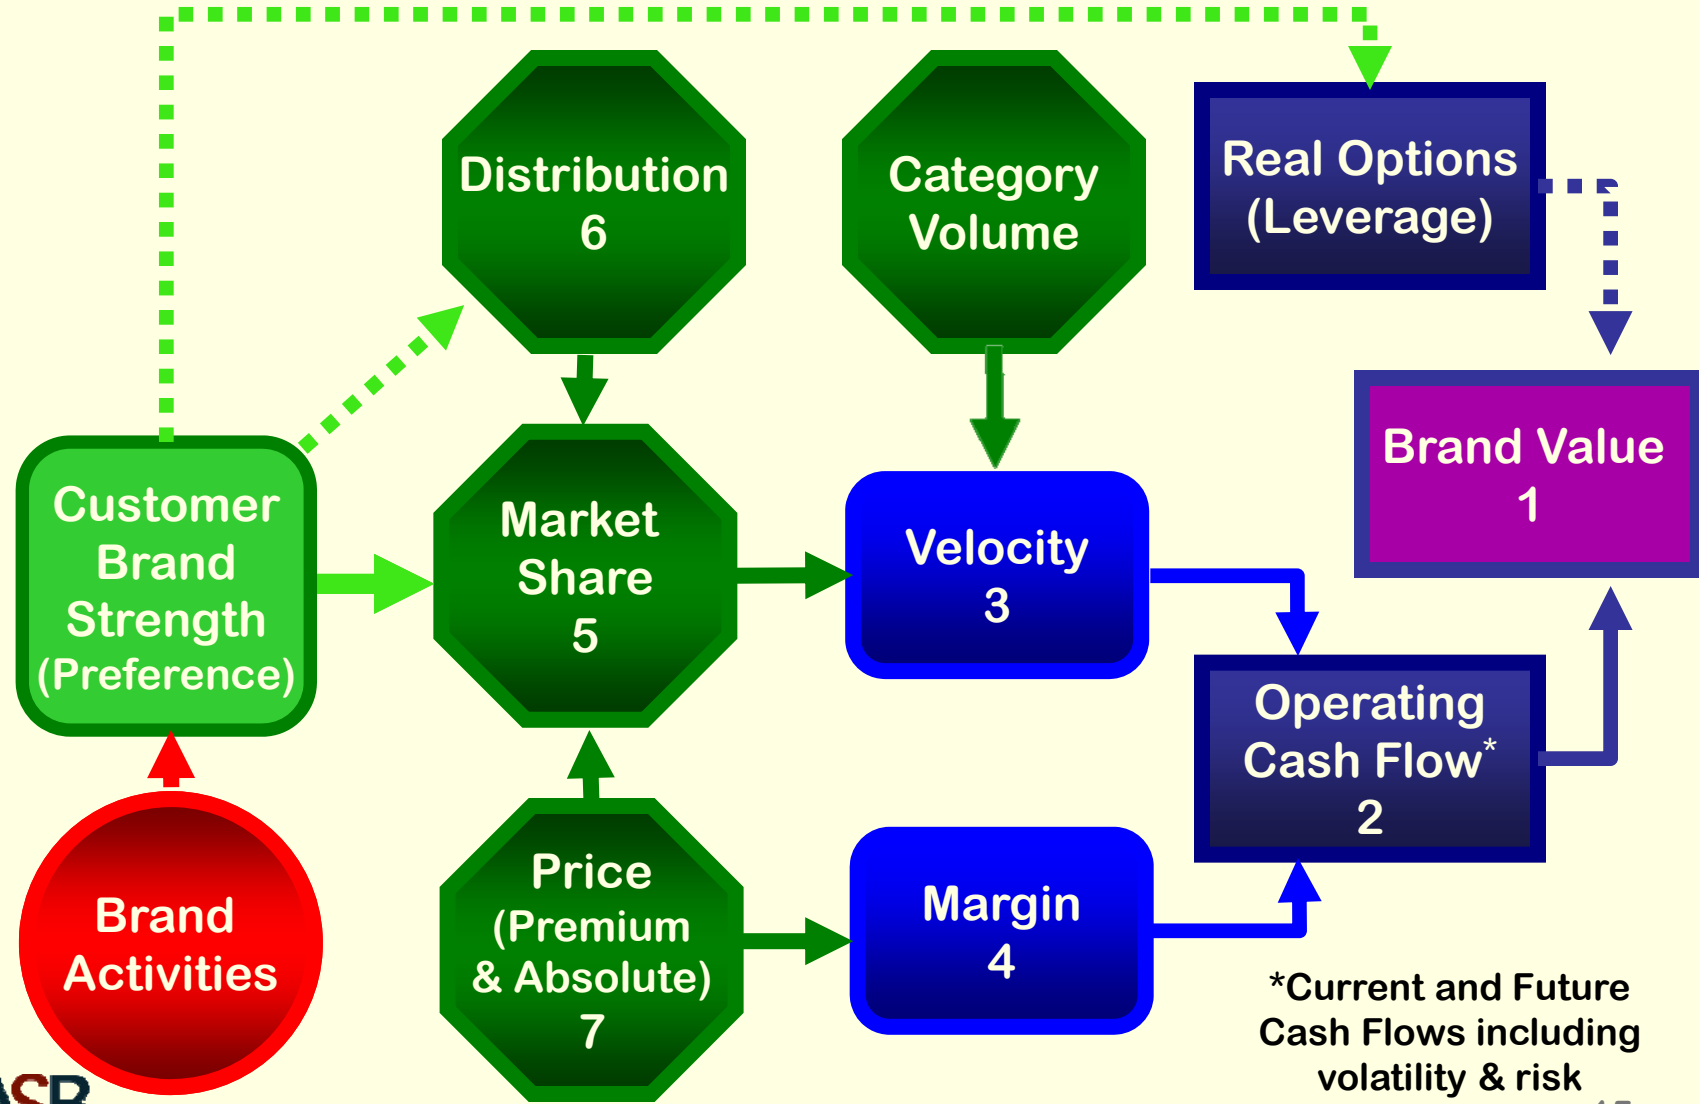 Distribution
6
Category
Volume
Real Options
(Leverage)
Brand Value
1
Customer
Brand
Strength
(Preference)
Market
Share
5
Velocity
3
Operating
Cash Flow*
2
Brand
Activities
Price
(Premium
& Absolute)
7
Margin
4
*Current and Future
Cash Flows including
volatility & risk